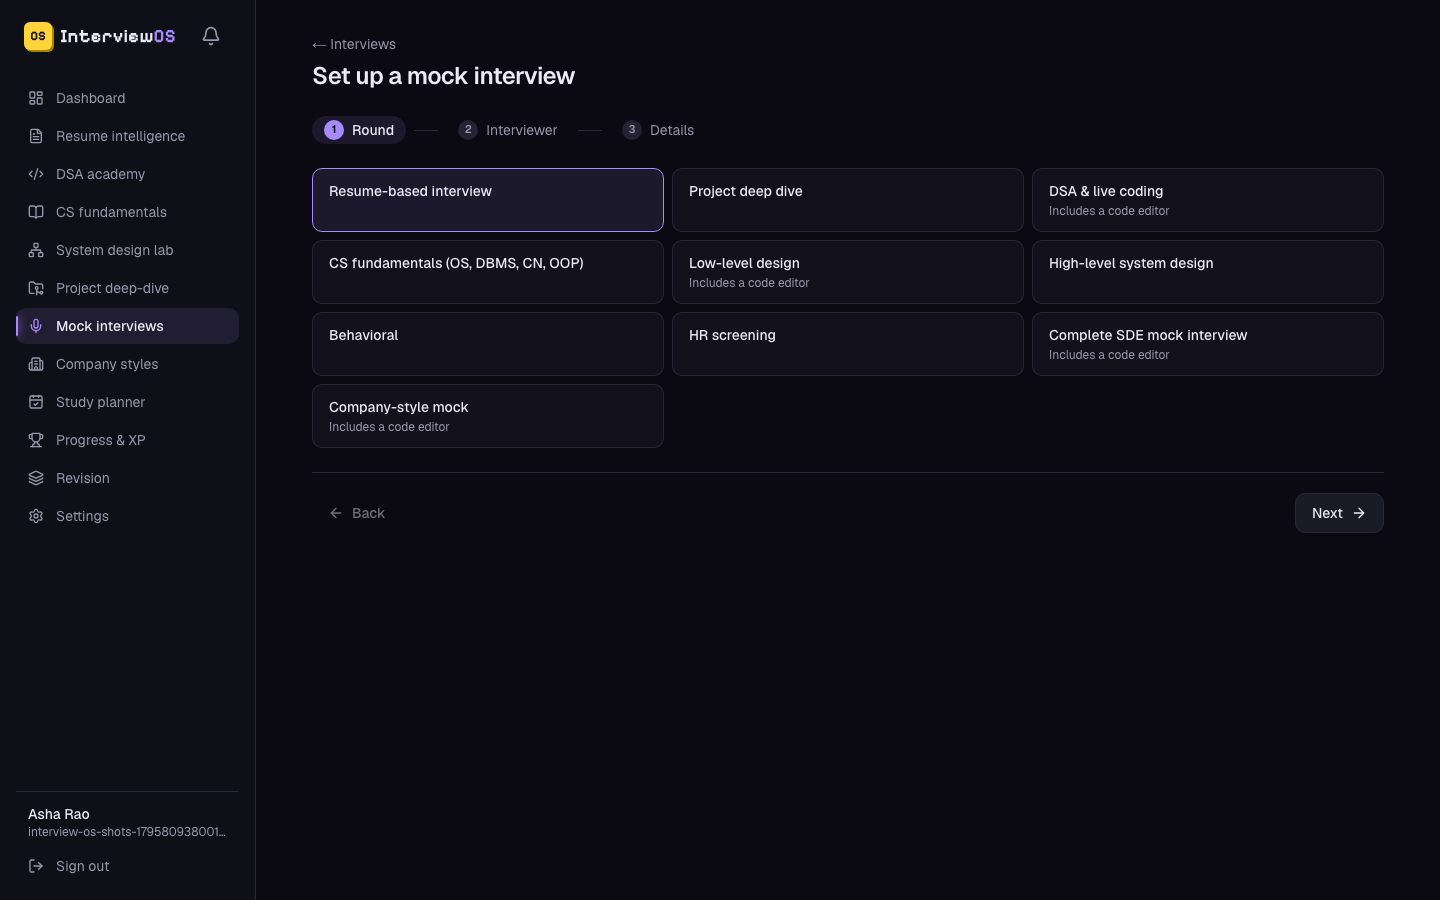 OS InterviewOS
Dashboard
Resume intelligence
DSA academy
CS fundamentals
System design lab
Project deep-dive
Mock interviews
Company styles
Study planner
Progress & XP
Revision
Settings
Asha Rao
interview-os-shots-179580938001...
Sign out
← Interviews
Set up a mock interview
1 Round
2 Interviewer
3 Details
Resume-based interview
Project deep dive
DSA & live coding
Includes a code editor
CS fundamentals (OS, DBMS, CN, OOP)
Low-level design
Includes a code editor
High-level system design
Behavioral
HR screening
Complete SDE mock interview
Includes a code editor
Company-style mock
Includes a code editor
← Back
Next →